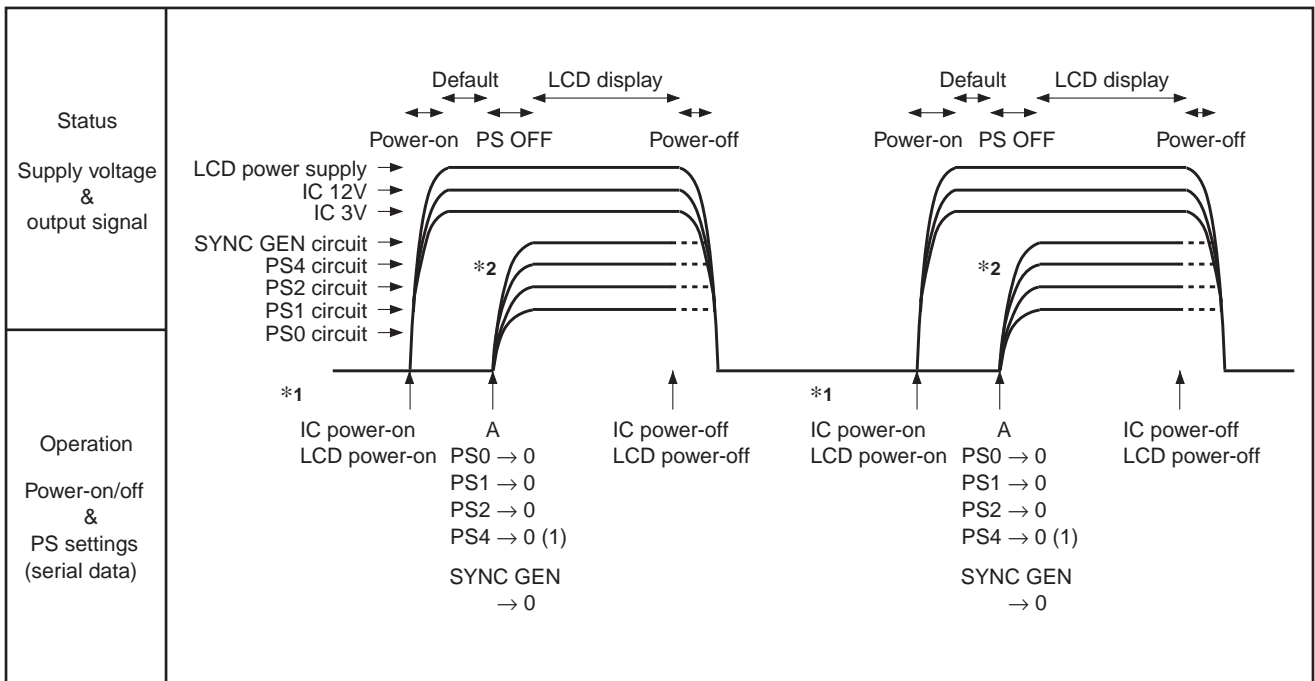 Status
Supply voltage
&
output signal
Default
LCD display
Power-on
PS OFF
Power-off
Default
LCD display
Power-on
PS OFF
Power-off
LCD power supply
IC 12V
IC 3V
SYNC GEN circuit
PS4 circuit
PS2 circuit
PS1 circuit
PS0 circuit
*2
*2
Operation
Power-on/off
&
PS settings
(serial data)
*1
IC power-on
LCD power-on
A
PS0 → 0
PS1 → 0
PS2 → 0
PS4 → 0 (1)
SYNC GEN
→ 0
IC power-off
LCD power-off
*1
IC power-on
LCD power-on
A
PS0 → 0
PS1 → 0
PS2 → 0
PS4 → 0 (1)
SYNC GEN
→ 0
IC power-off
LCD power-off